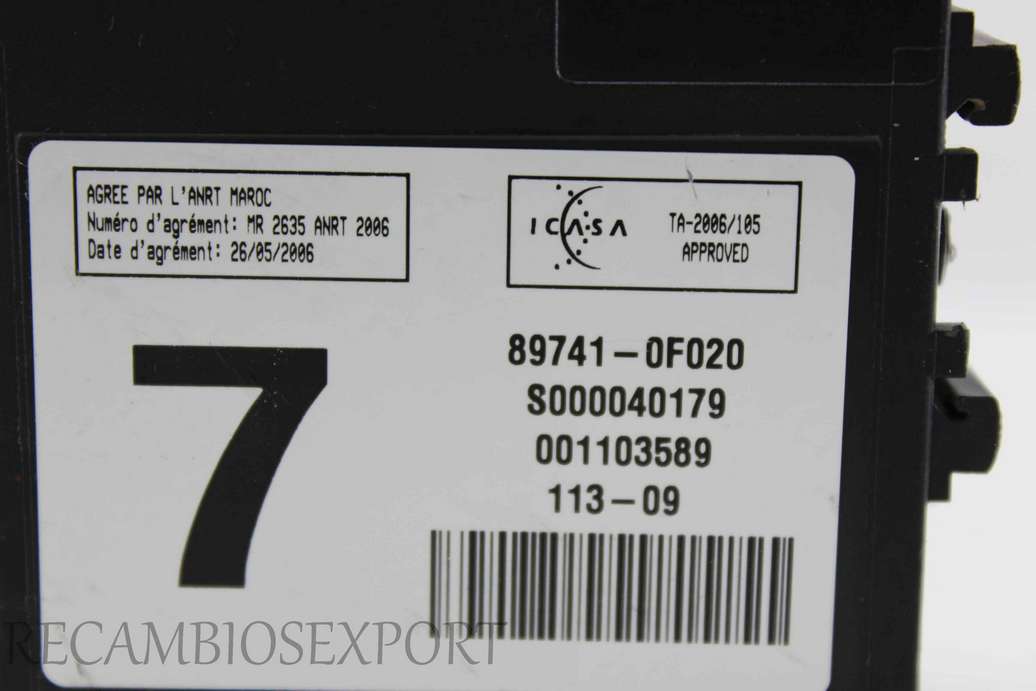 AGREE PAR L'ANRT MAROC
Numéro d'agrément: MR 2635 ANRT 2006
Date d'agrément: 26/05/2006
ICASA
TA-2006/105
APPROVED
7
89741-0F020
S000040179
001103589
113-09
RECAMBIOSEXPORT